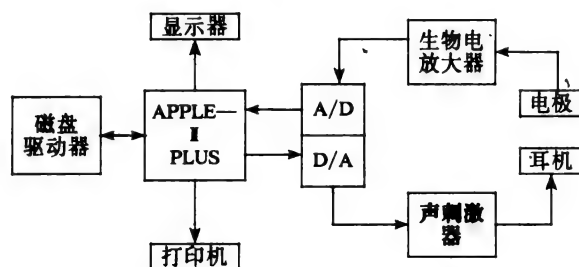 显示器
生物电
放大器
电极
磁盘
驱动器
APPLE—
Ⅱ
PLUS
A/D
D/A
耳机
声刺激
器
打印机